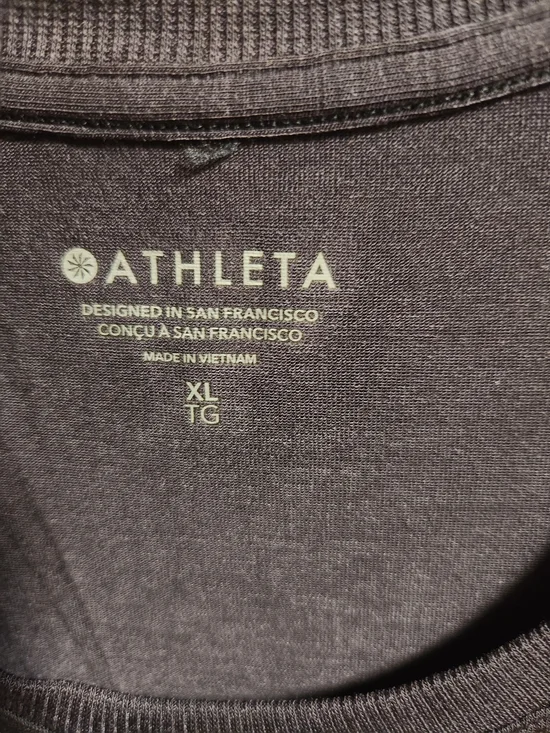 ATHLETA
DESIGNED IN SAN FRANCISCO
CONÇU À SAN FRANCISCO
MADE IN VIETNAM
XL
TG